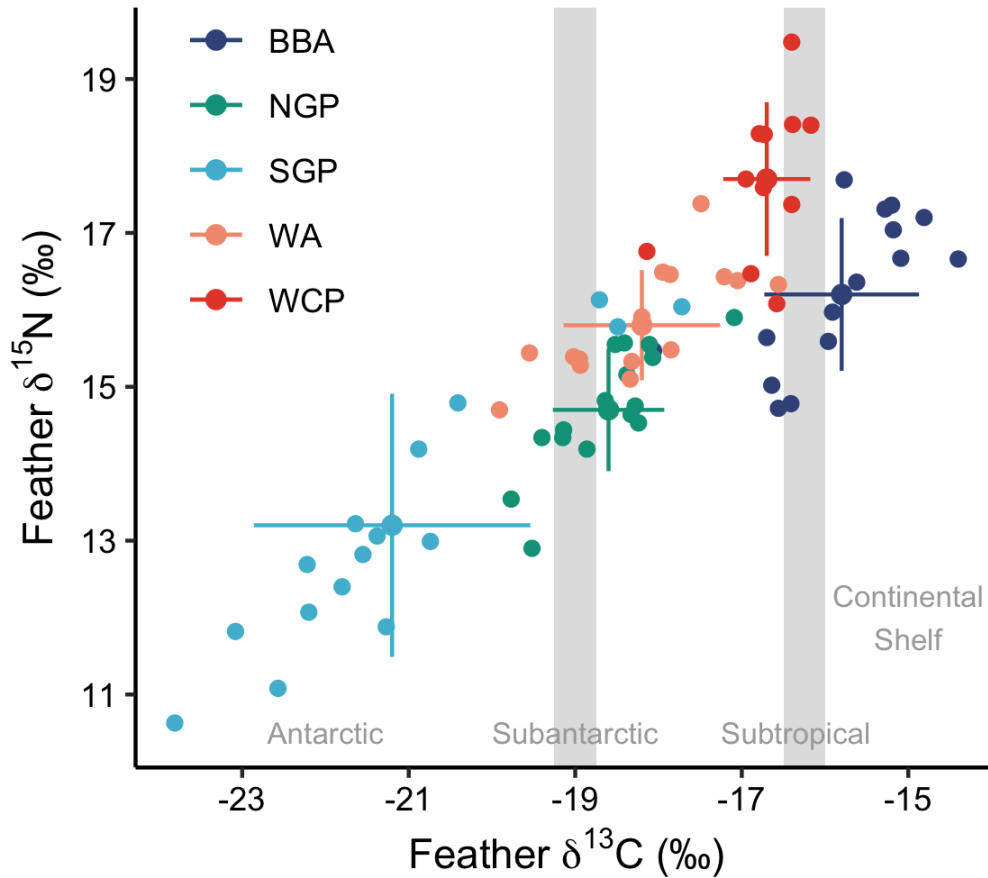 BBA
NGP
SGP
WA
WCP
19
17
15
13
11
Feather δ¹⁵N (‰)
Continental
Shelf
Antarctic
Subantarctic
Subtropical
-23
-21
-19
-17
-15
Feather δ¹³C (‰)